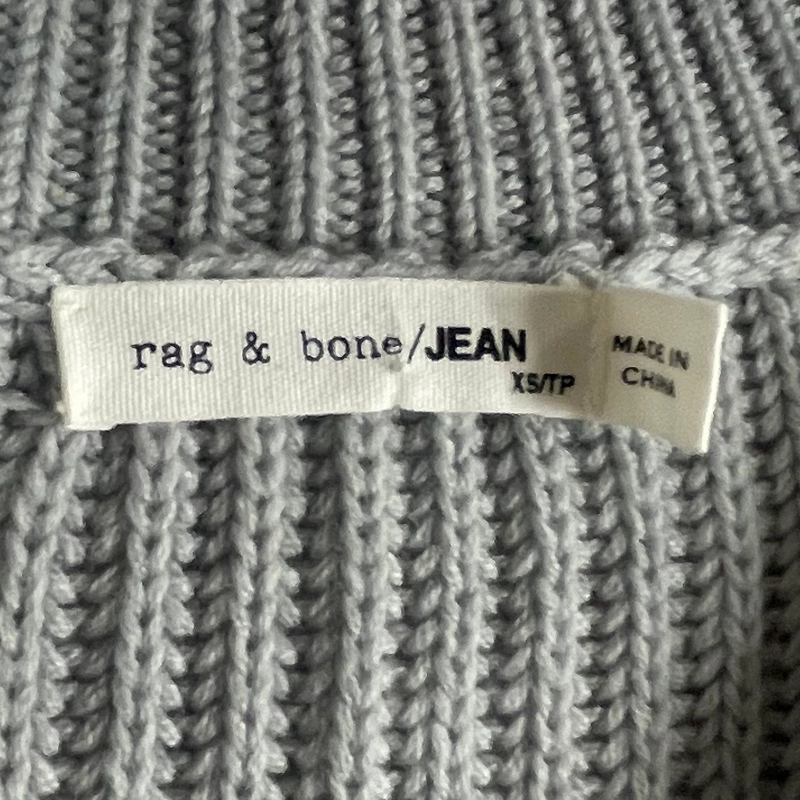 rag & bone/JEAN
XS/TP
MADE IN
CHINA